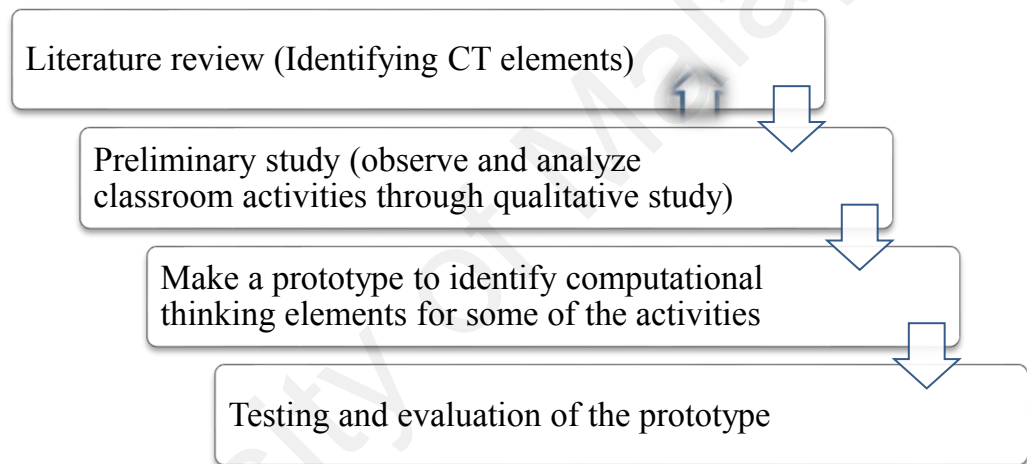 Literature review (Identifying CT elements)
Preliminary study (observe and analyze
classroom activities through qualitative study)
Make a prototype to identify computational
thinking elements for some of the activities
Testing and evaluation of the prototype